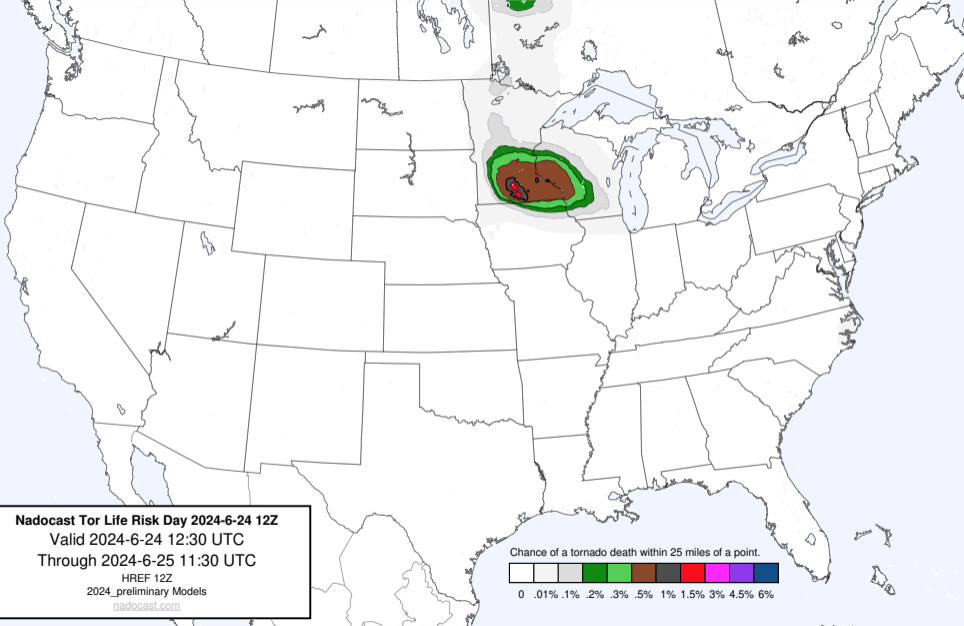 Nadocast Tor Life Risk Day 2024-6-24 12Z
Valid 2024-6-24 12:30 UTC
Through 2024-6-25 11:30 UTC
HREF 12Z
2024_preliminary Models
nadocast.com
Chance of a tornado death within 25 miles of a point.
0 .01% .1% .2% .3% .5% 1% 1.5% 3% 4.5% 6%